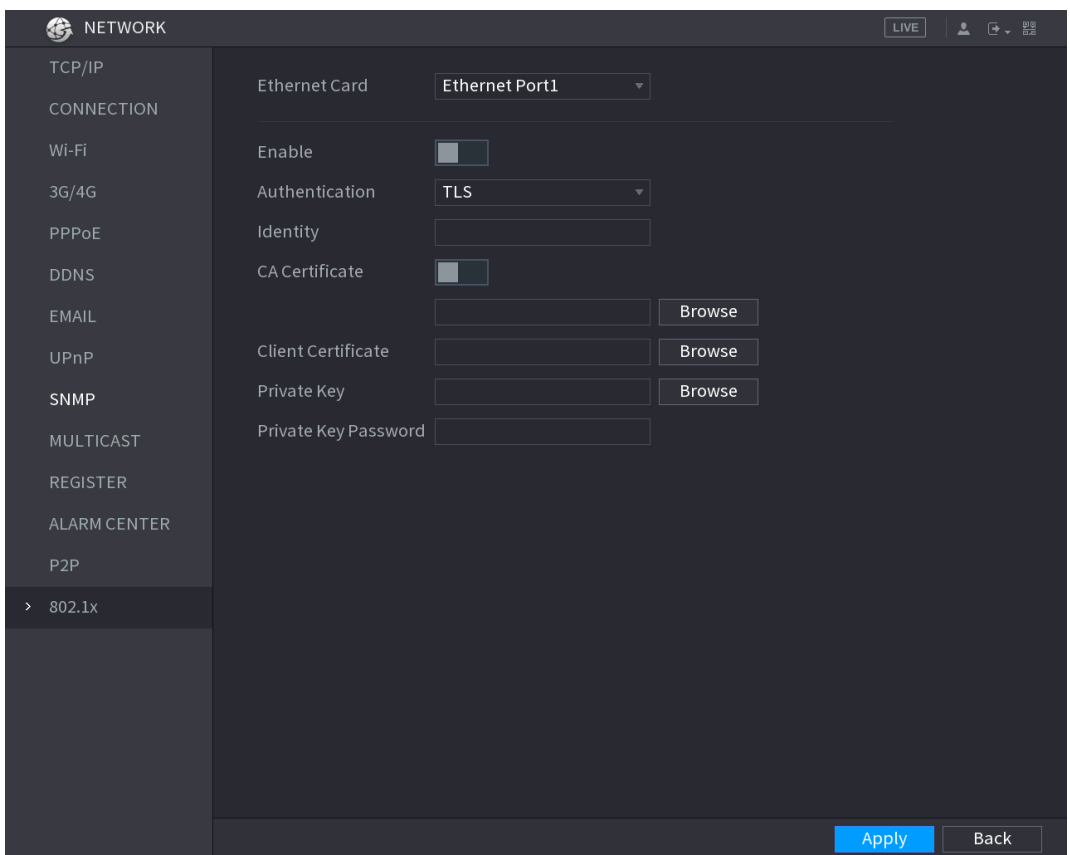 NETWORK
LIVE
TCP/IP
CONNECTION
Wi-Fi
3G/4G
PPPoE
DDNS
EMAIL
UPnP
SNMP
MULTICAST
REGISTER
ALARM CENTER
P2P
802.1x
Ethernet Card Ethernet Port1
Enable
Authentication TLS
Identity
CA Certificate
Browse
Client Certificate Browse
Private Key Browse
Private Key Password
Apply Back